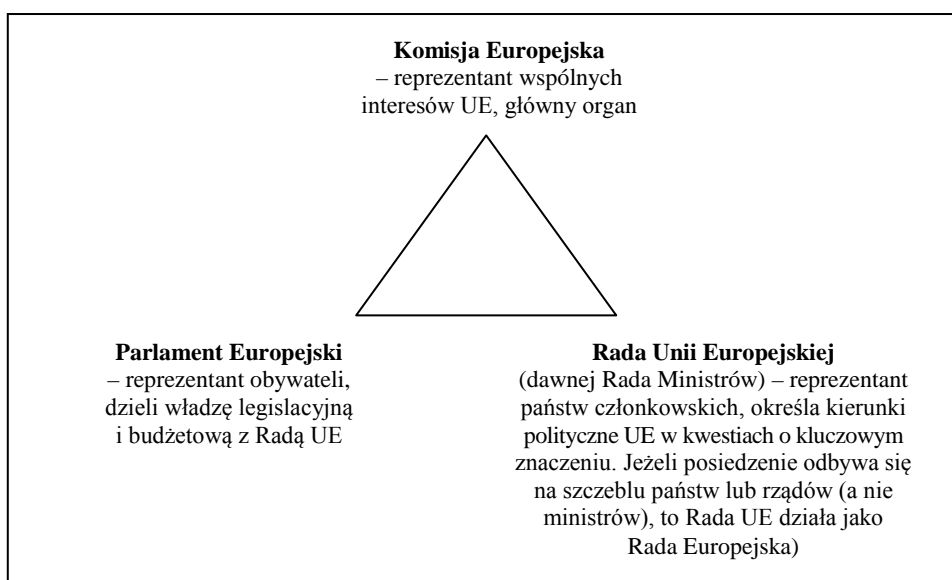 Komisja Europejska
– reprezentant wspólnych
interesów UE, główny organ
Parlament Europejski
– reprezentant obywateli,
dzieli władzę legislacyjną
i budżetową z Radą UE
Rada Unii Europejskiej
(dawnej Rada Ministrów) – reprezentant
państw członkowskich, określa kierunki
polityczne UE w kwestiach o kluczowym
znaczeniu. Jeżeli posiedzenie odbywa się
na szczeblu państw lub rządów (a nie
ministrów), to Rada UE działa jako
Rada Europejska)